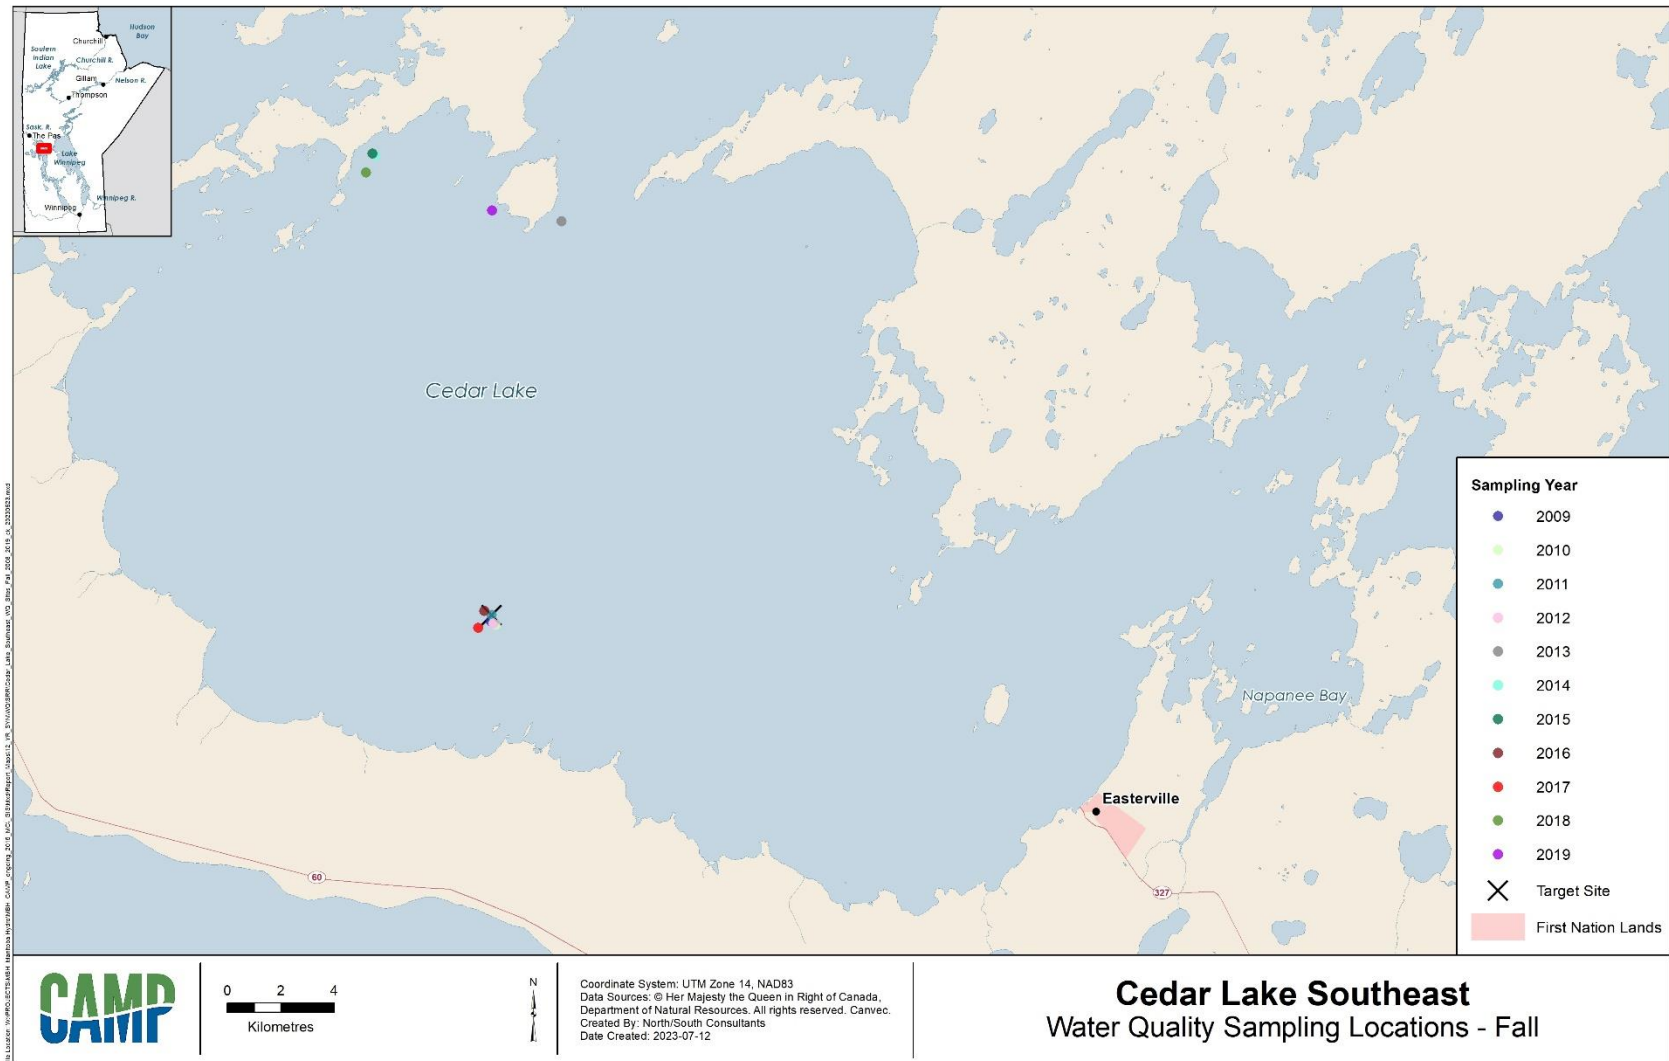 Hudson
Bay
Churchill
Southern
Indian
Lake
Churchill R.
Gillam
Nelson R.
Thompson
Sask. R.
The Pas
Lake
Winnipeg
Winnipeg R.
Winnipeg
Cedar Lake
Napanee Bay
Easterville
60
327
Sampling Year
2009
2010
2011
2012
2013
2014
2015
2016
2017
2018
2019
Target Site
First Nation Lands
CAMP
0 2 4
Kilometres
N
Coordinate System: UTM Zone 14, NAD83
Data Sources: © Her Majesty the Queen in Right of Canada,
Department of Natural Resources. All rights reserved. Canvec.
Created By: North/South Consultants
Date Created: 2023-07-12
Cedar Lake Southeast
Water Quality Sampling Locations - Fall